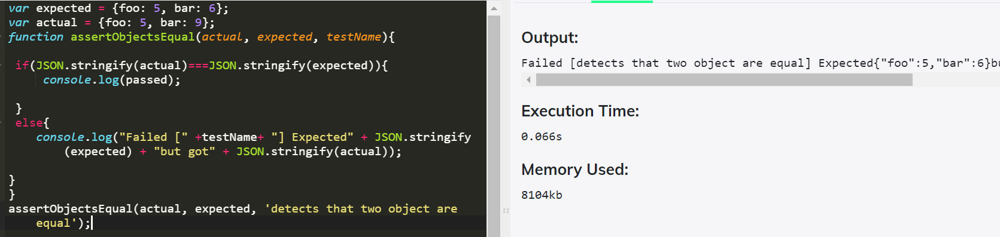 var expected = {foo: 5, bar: 6};
var actual = {foo: 5, bar: 9};
function assertObjectsEqual(actual, expected, testName){
if(JSON.stringify(actual)===JSON.stringify(expected)){
console.log(passed);
}
else{
console.log("Failed [" +testName+ "] Expected" + JSON.stringify
(expected) + "but got" + JSON.stringify(actual));
}
}
assertObjectsEqual(actual, expected, 'detects that two object are
equal');
Output:
Failed [detects that two object are equal] Expected{"foo":5,"bar":6}bu
Execution Time:
0.066s
Memory Used:
8104kb